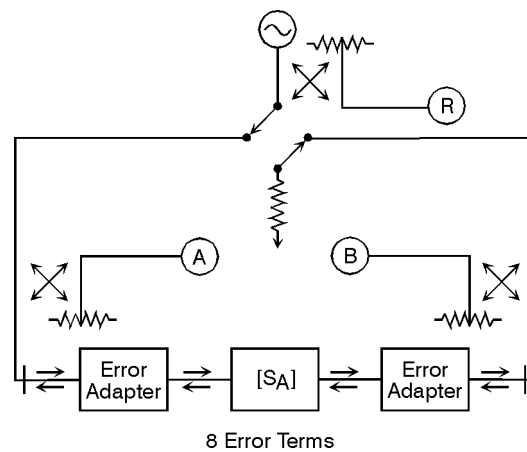 R
A
B
Error
Adapter
[SA]
Error
Adapter
8 Error Terms